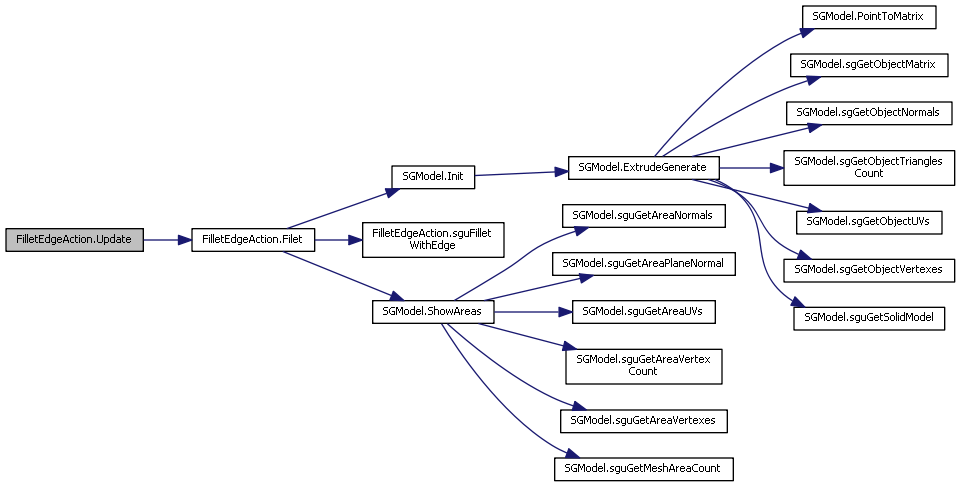 FilletEdgeAction.Update
FilletEdgeAction.Filet
SGModel.Init
FilletEdgeAction.sguFillet
WithEdge
SGModel.ShowAreas
SGModel.ExtrudeGenerate
SGModel.sguGetAreaNormals
SGModel.sguGetAreaPlaneNormal
SGModel.sguGetAreaUVs
SGModel.sguGetAreaVertex
Count
SGModel.sguGetAreaVertexes
SGModel.sguGetMeshAreaCount
SGModel.PointToMatrix
SGModel.sgGetObjectMatrix
SGModel.sgGetObjectNormals
SGModel.sgGetObjectTriangles
Count
SGModel.sgGetObjectUVs
SGModel.sgGetObjectVertexes
SGModel.sguGetSolidModel